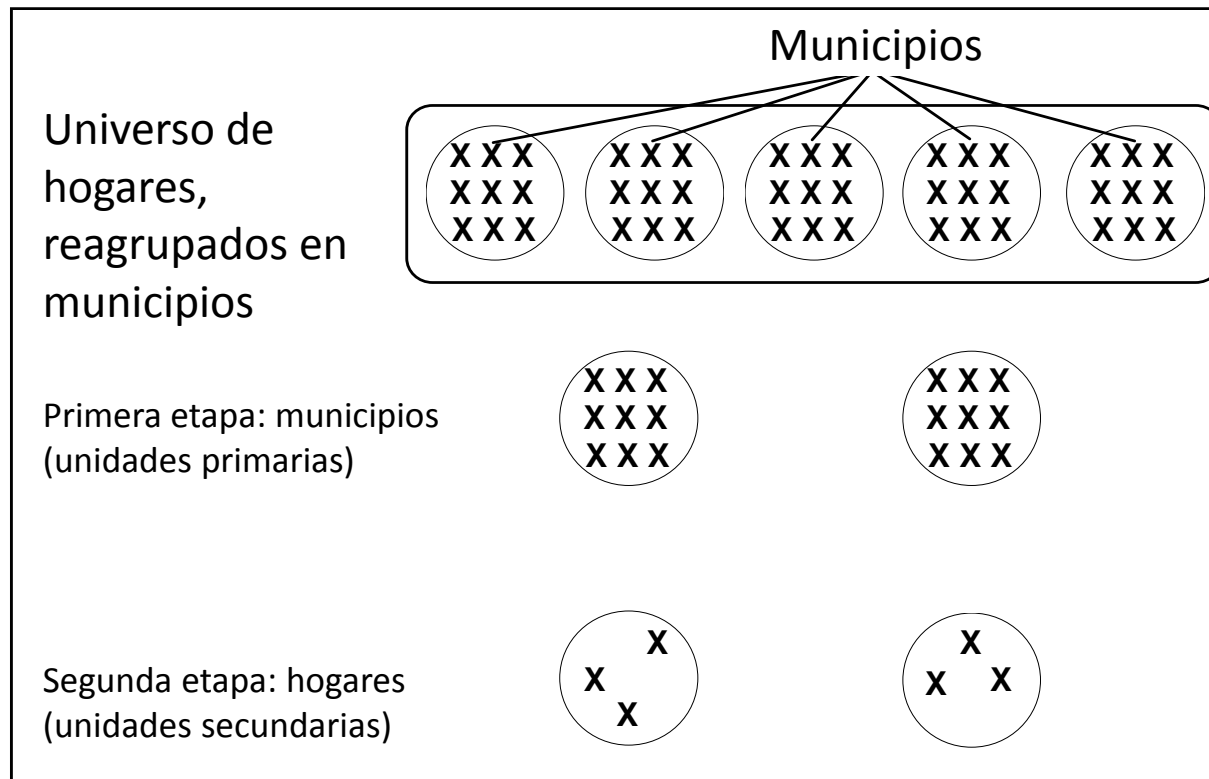 Municipios
Universo de
hogares,
reagrupados en
municipios
X X X X X X X X X X X X X X X
X X X X X X X X X X X X X X X
X X X X X X X X X X X X X X X
Primera etapa: municipios
(unidades primarias)
X X X X X X
X X X X X X
X X X X X X
Segunda etapa: hogares
(unidades secundarias)
X X
X X X
X